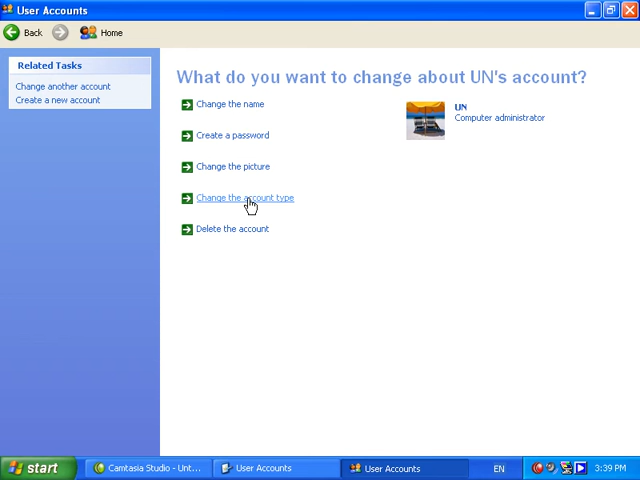 User Accounts
Back
Home
Related Tasks
Change another account
Create a new account
What do you want to change about UN's account?
Change the name
Create a password
Change the picture
Change the account type
Delete the account
UN
Computer administrator
start
Camtasia Studio - Unt...
User Accounts
User Accounts
EN
3:39 PM